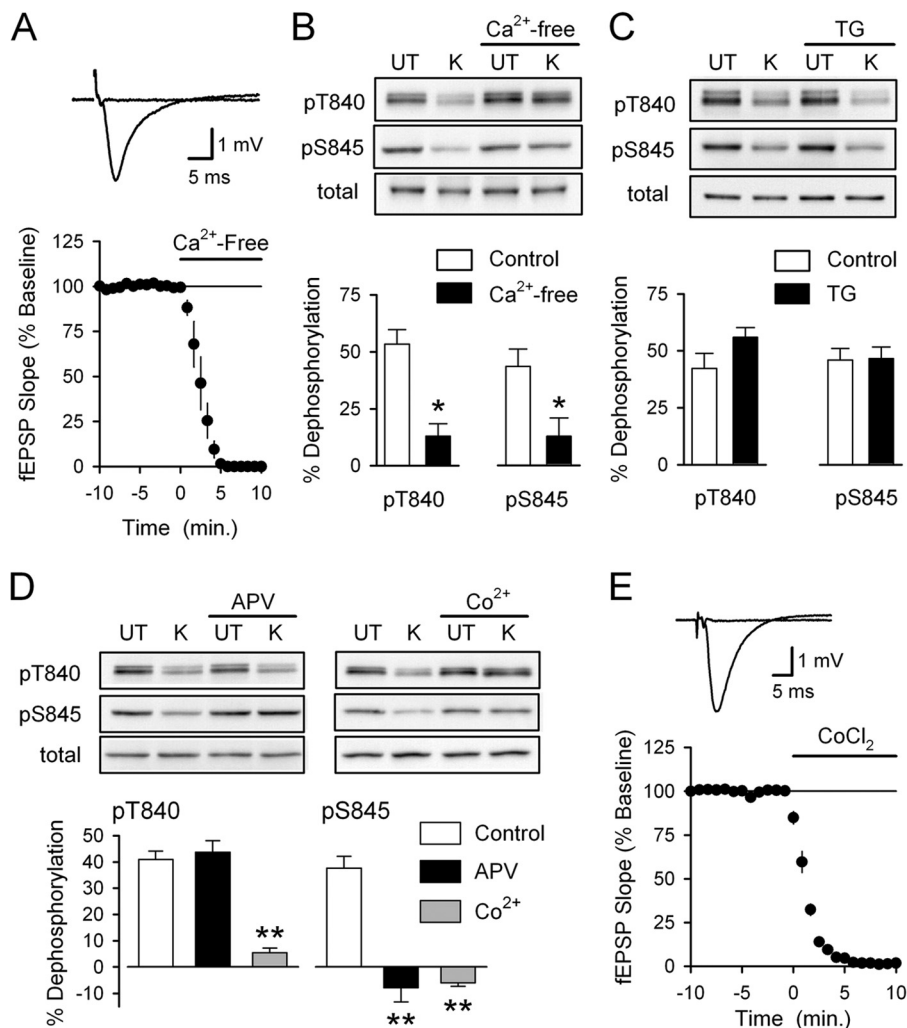 A
1 mV
5 ms
fEPSP Slope (% Baseline)
125
100
75
50
25
0
Ca²⁺-Free
-10 -5 0 5 10
Time (min.)
B
Ca²⁺-free
UT K UT K
pT840
pS845
total
Control
Ca²⁺-free
% Dephosphorylation
75
50
25
0
* *
pT840 pS845
C
TG
UT K UT K
pT840
pS845
total
Control
TG
% Dephosphorylation
75
50
25
0
pT840 pS845
D
APV Co²⁺
UT K UT K UT K UT K
pT840
pS845
total
pT840 pS845
% Dephosphorylation
50
40
30
20
10
0
-10
Control
APV
Co²⁺
** ** **
E
1 mV
5 ms
fEPSP Slope (% Baseline)
125
100
75
50
25
0
CoCl₂
-10 -5 0 5 10
Time (min.)